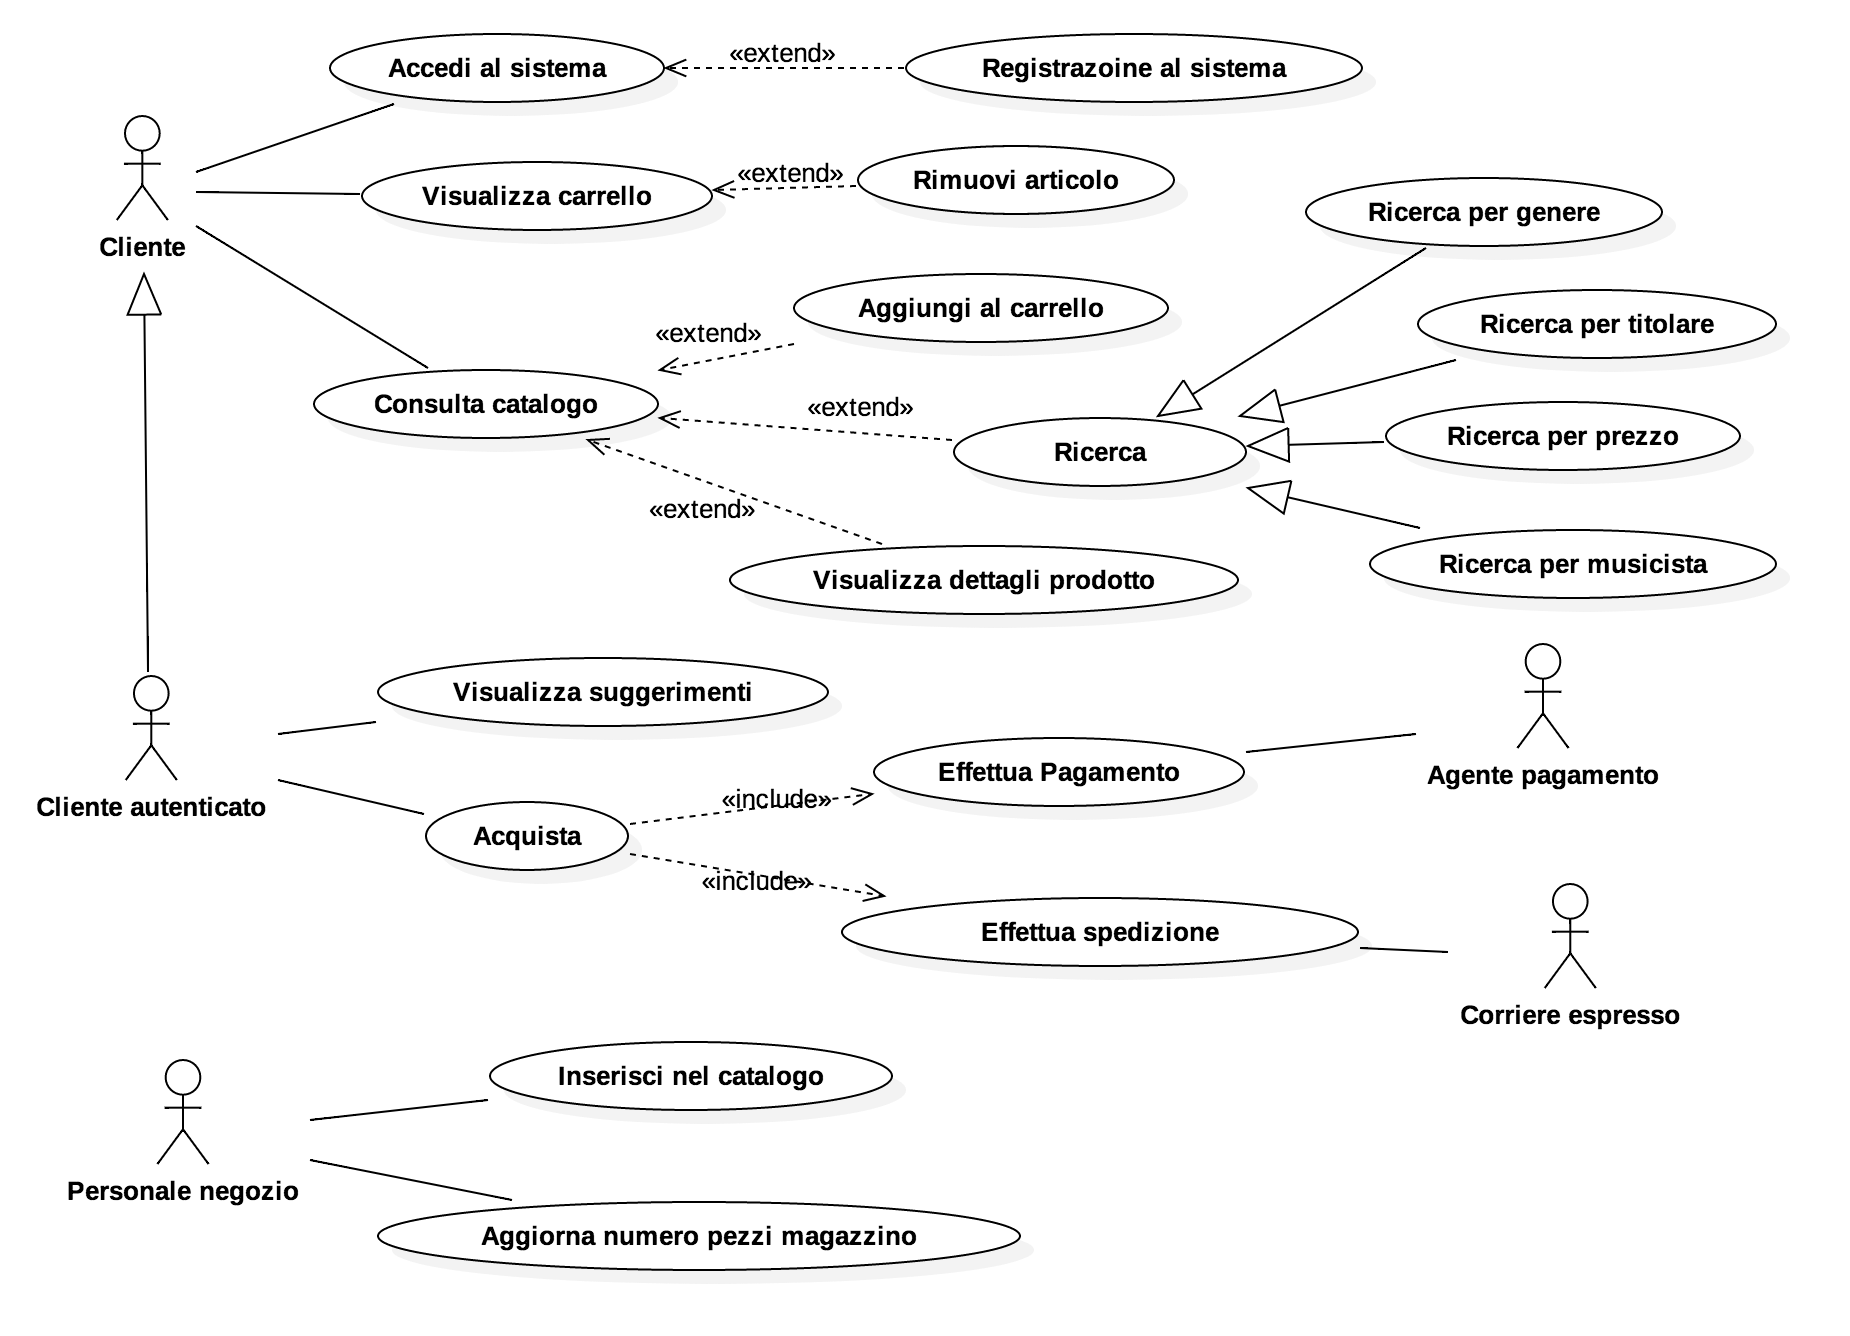 Accedi al sistema
«extend»
Registrazoine al sistema
Cliente
Visualizza carrello
«extend»
Rimuovi articolo
Ricerca per genere
Aggiungi al carrello
«extend»
Ricerca per titolare
Consulta catalogo
«extend»
Ricerca
Ricerca per prezzo
«extend»
Visualizza dettagli prodotto
Ricerca per musicista
Cliente autenticato
Visualizza suggerimenti
Acquista
«include»
Effettua Pagamento
Agente pagamento
«include»
Effettua spedizione
Corriere espresso
Personale negozio
Inserisci nel catalogo
Aggiorna numero pezzi magazzino